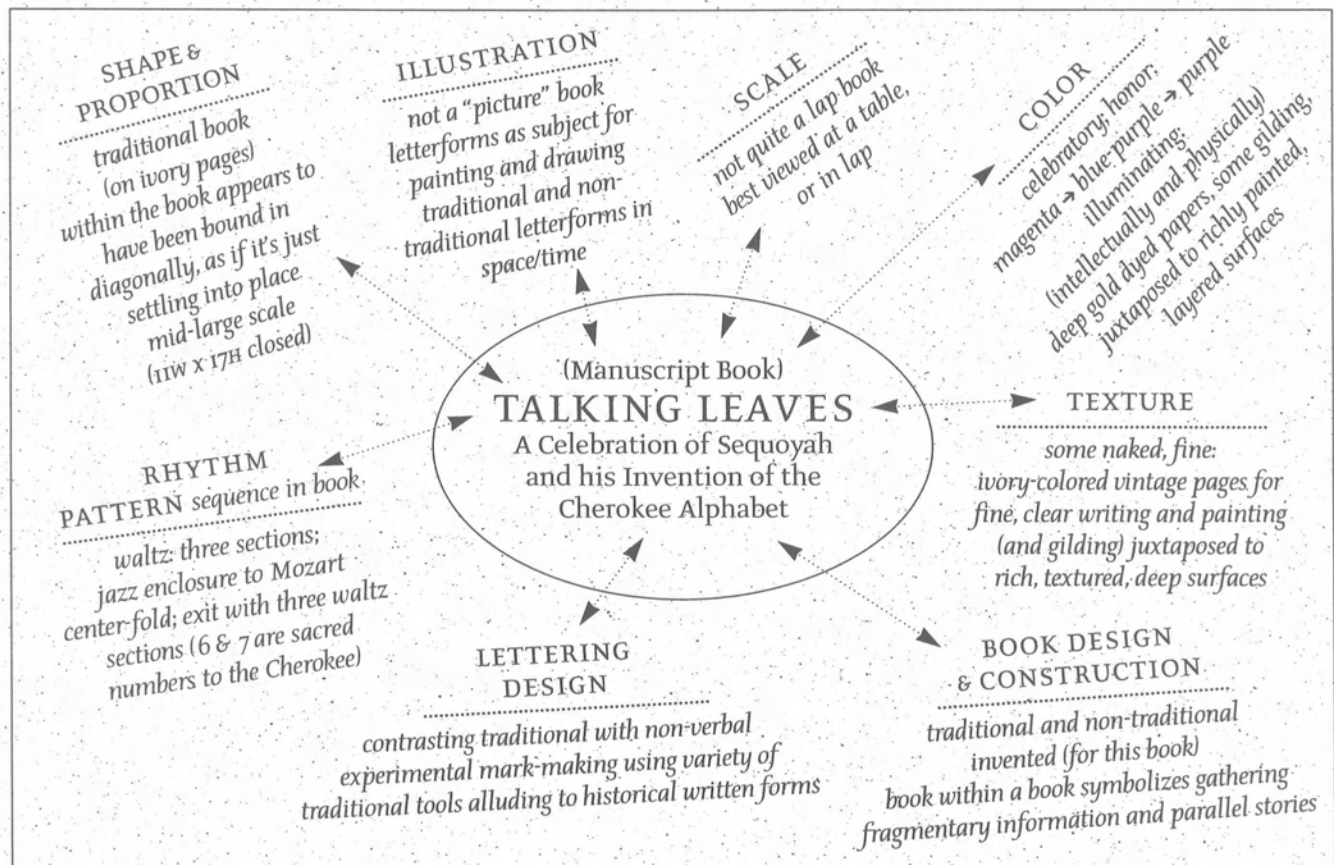 SHAPE &
PROPORTION
traditional book
(on ivory pages)
within the book appears to
have been bound in
diagonally, as if it's just
settling into place
mid-large scale
(11W x 17H closed)
ILLUSTRATION
not a "picture" book
letterforms as subject for
painting and drawing
traditional and non-
traditional letterforms in
space/time
SCALE
not quite a lap book
best viewed at a table,
or in lap
COLOR
celebratory; honor;
magenta → blue purple → purple
illuminating:
(intellectually and physically)
deep gold dyed papers, some gilding,
juxtaposed to richly painted,
layered surfaces
(Manuscript Book)
TALKING LEAVES
A Celebration of Sequoyah
and his Invention of the
Cherokee Alphabet
TEXTURE
some naked, fine:
ivory-colored vintage pages for
fine, clear writing and painting
(and gilding) juxtaposed to
rich, textured, deep surfaces
RHYTHM
PATTERN sequence in book
waltz: three sections;
jazz enclosure to Mozart
center-fold; exit with three waltz
sections (6 & 7 are sacred
numbers to the Cherokee)
LETTERING
DESIGN
contrasting traditional with non-verbal
experimental mark-making using variety of
traditional tools alluding to historical written forms
BOOK DESIGN
& CONSTRUCTION
traditional and non-traditional
invented (for this book)
book within a book symbolizes gathering
fragmentary information and parallel stories